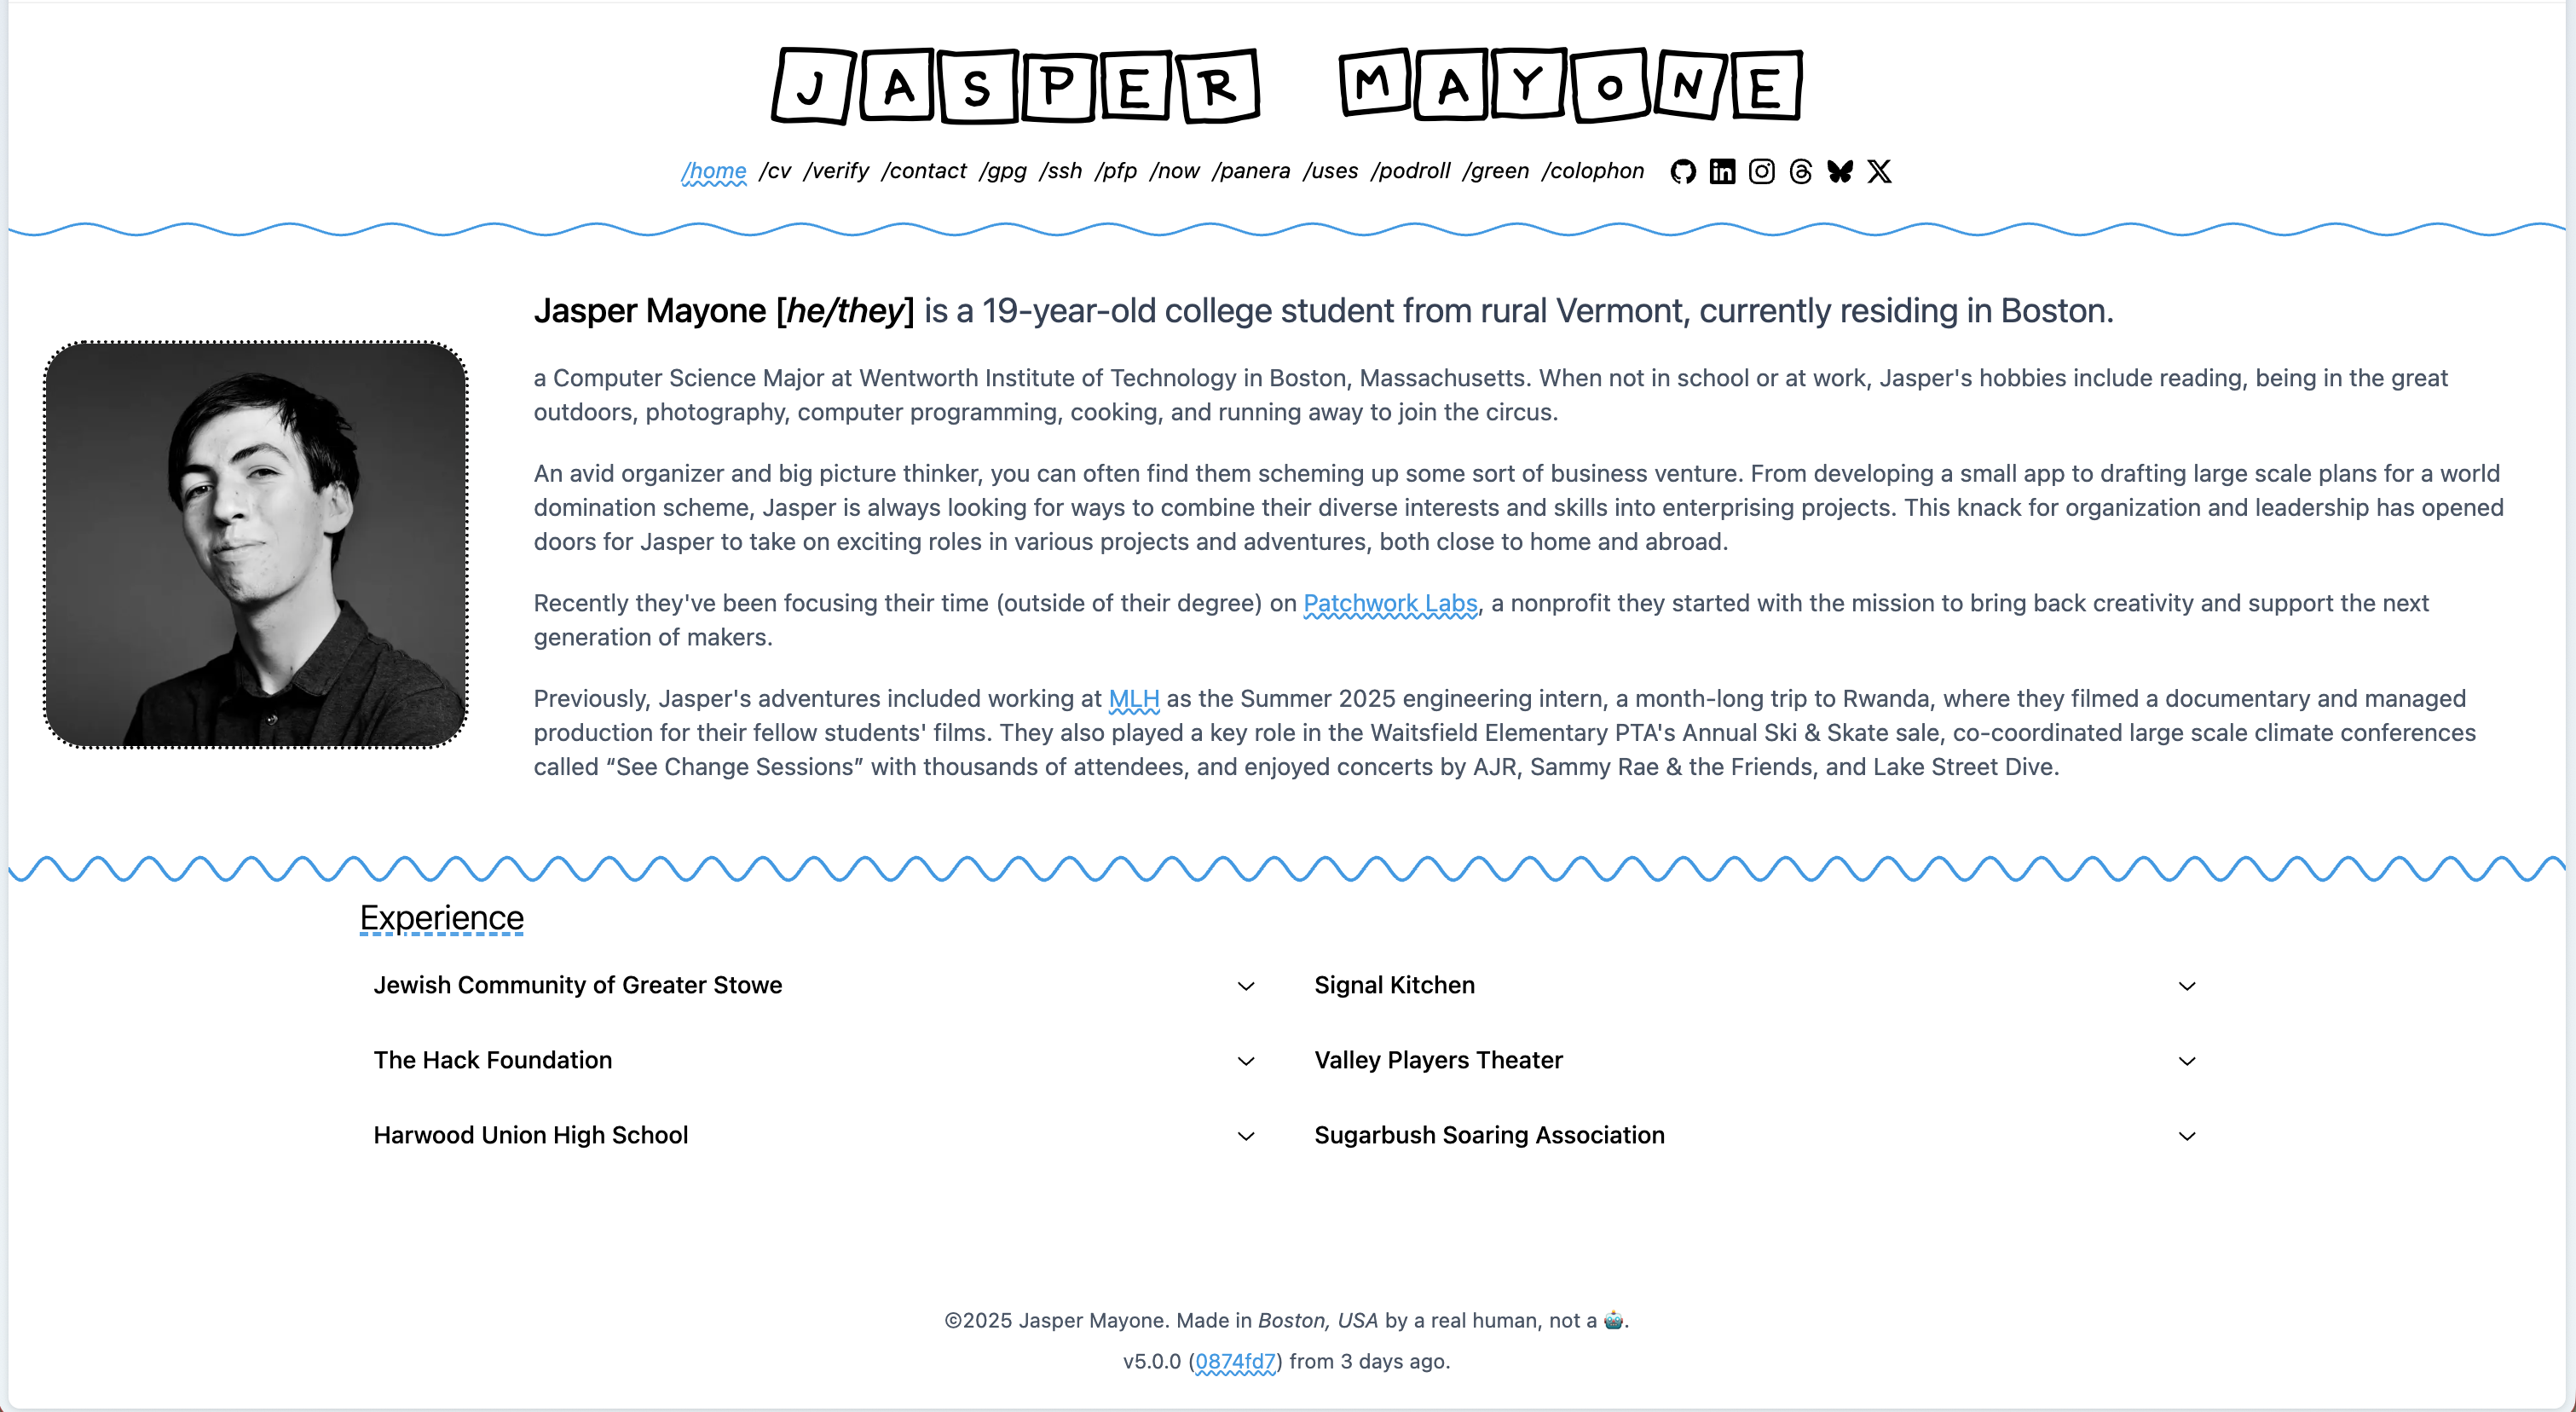 JASPER MAYONE
/home /cv /verify /contact /gpg /ssh /pfp /now /panera /uses /podroll /green /colophon
Jasper Mayone [he/they] is a 19-year-old college student from rural Vermont, currently residing in Boston.
a Computer Science Major at Wentworth Institute of Technology in Boston, Massachusetts. When not in school or at work, Jasper's hobbies include reading, being in the great
outdoors, photography, computer programming, cooking, and running away to join the circus.
An avid organizer and big picture thinker, you can often find them scheming up some sort of business venture. From developing a small app to drafting large scale plans for a world
domination scheme, Jasper is always looking for ways to combine their diverse interests and skills into enterprising projects. This knack for organization and leadership has opened
doors for Jasper to take on exciting roles in various projects and adventures, both close to home and abroad.
Recently they've been focusing their time (outside of their degree) on Patchwork Labs, a nonprofit they started with the mission to bring back creativity and support the next
generation of makers.
Previously, Jasper's adventures included working at MLH as the Summer 2025 engineering intern, a month-long trip to Rwanda, where they filmed a documentary and managed
production for their fellow students' films. They also played a key role in the Waitsfield Elementary PTA's Annual Ski & Skate sale, co-coordinated large scale climate conferences
called “See Change Sessions” with thousands of attendees, and enjoyed concerts by AJR, Sammy Rae & the Friends, and Lake Street Dive.
Experience
Jewish Community of Greater Stowe
Signal Kitchen
The Hack Foundation
Valley Players Theater
Harwood Union High School
Sugarbush Soaring Association
©2025 Jasper Mayone. Made in Boston, USA by a real human, not a 🤖.
v5.0.0 (0874fd7) from 3 days ago.